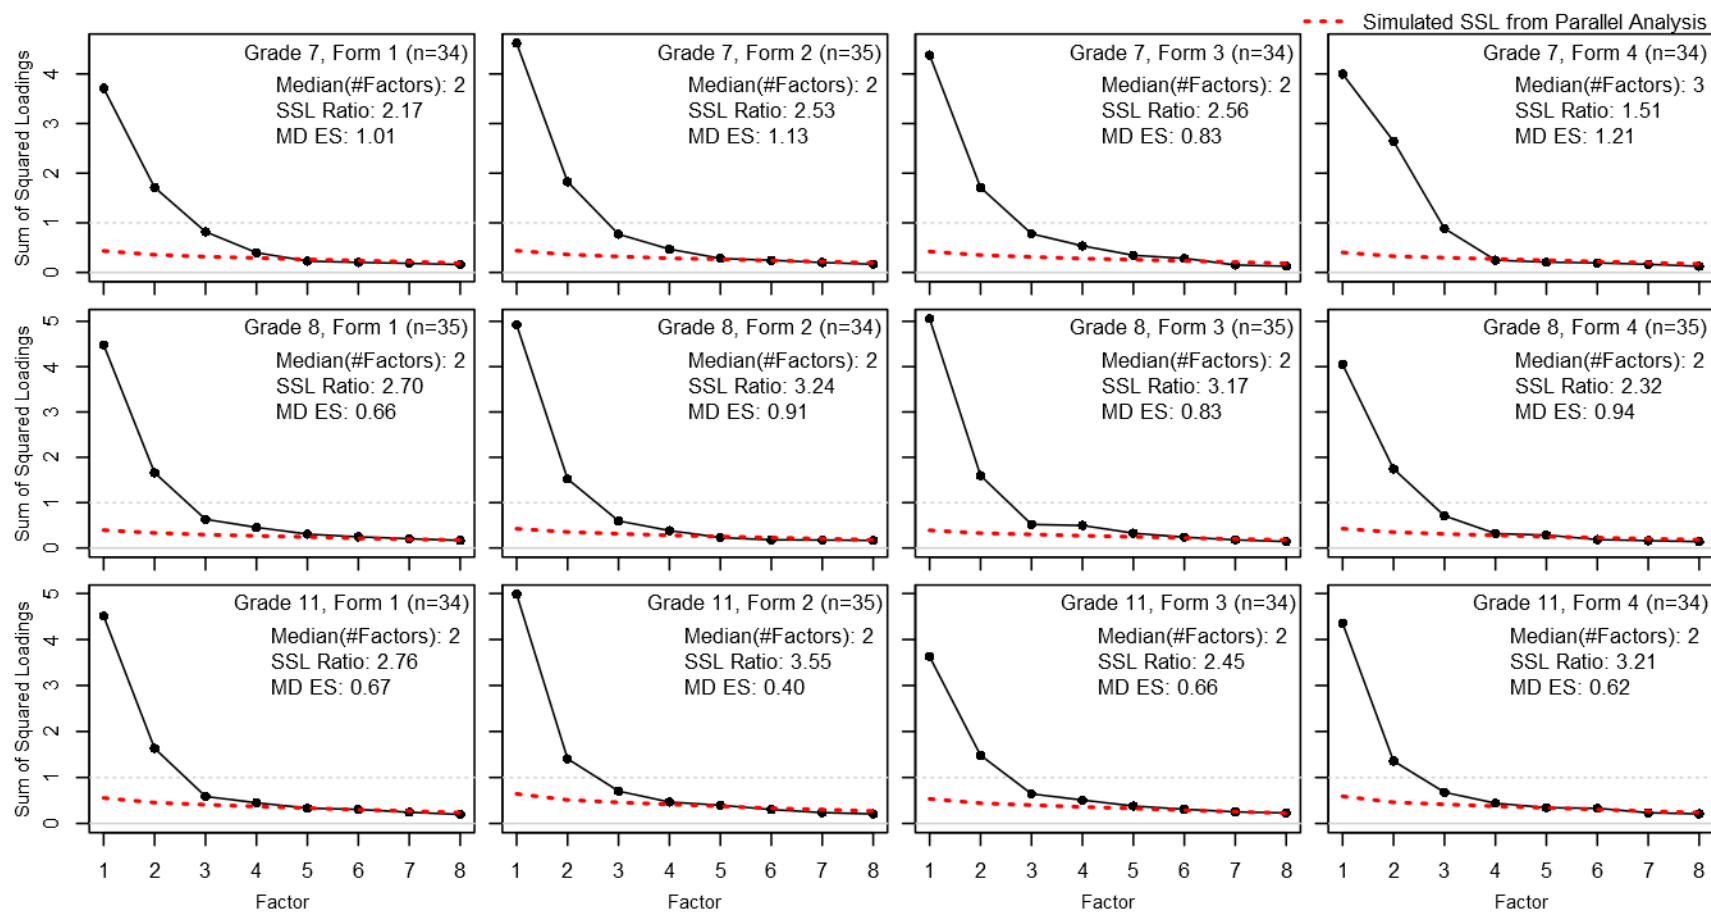 Simulated SSL from Parallel Analysis
Sum of Squared Loadings
0 1 2 3 4
Grade 7, Form 1 (n=34)
Median(#Factors): 2
SSL Ratio: 2.17
MD ES: 1.01
Grade 7, Form 2 (n=35)
Median(#Factors): 2
SSL Ratio: 2.53
MD ES: 1.13
Grade 7, Form 3 (n=34)
Median(#Factors): 2
SSL Ratio: 2.56
MD ES: 0.83
Grade 7, Form 4 (n=34)
Median(#Factors): 3
SSL Ratio: 1.51
MD ES: 1.21
Sum of Squared Loadings
0 1 2 3 4 5
Grade 8, Form 1 (n=35)
Median(#Factors): 2
SSL Ratio: 2.70
MD ES: 0.66
Grade 8, Form 2 (n=34)
Median(#Factors): 2
SSL Ratio: 3.24
MD ES: 0.91
Grade 8, Form 3 (n=35)
Median(#Factors): 2
SSL Ratio: 3.17
MD ES: 0.83
Grade 8, Form 4 (n=35)
Median(#Factors): 2
SSL Ratio: 2.32
MD ES: 0.94
Sum of Squared Loadings
0 1 2 3 4 5
Grade 11, Form 1 (n=34)
Median(#Factors): 2
SSL Ratio: 2.76
MD ES: 0.67
Grade 11, Form 2 (n=35)
Median(#Factors): 2
SSL Ratio: 3.55
MD ES: 0.40
Grade 11, Form 3 (n=34)
Median(#Factors): 2
SSL Ratio: 2.45
MD ES: 0.66
Grade 11, Form 4 (n=34)
Median(#Factors): 2
SSL Ratio: 3.21
MD ES: 0.62
1 2 3 4 5 6 7 8
Factor
1 2 3 4 5 6 7 8
Factor
1 2 3 4 5 6 7 8
Factor
1 2 3 4 5 6 7 8
Factor